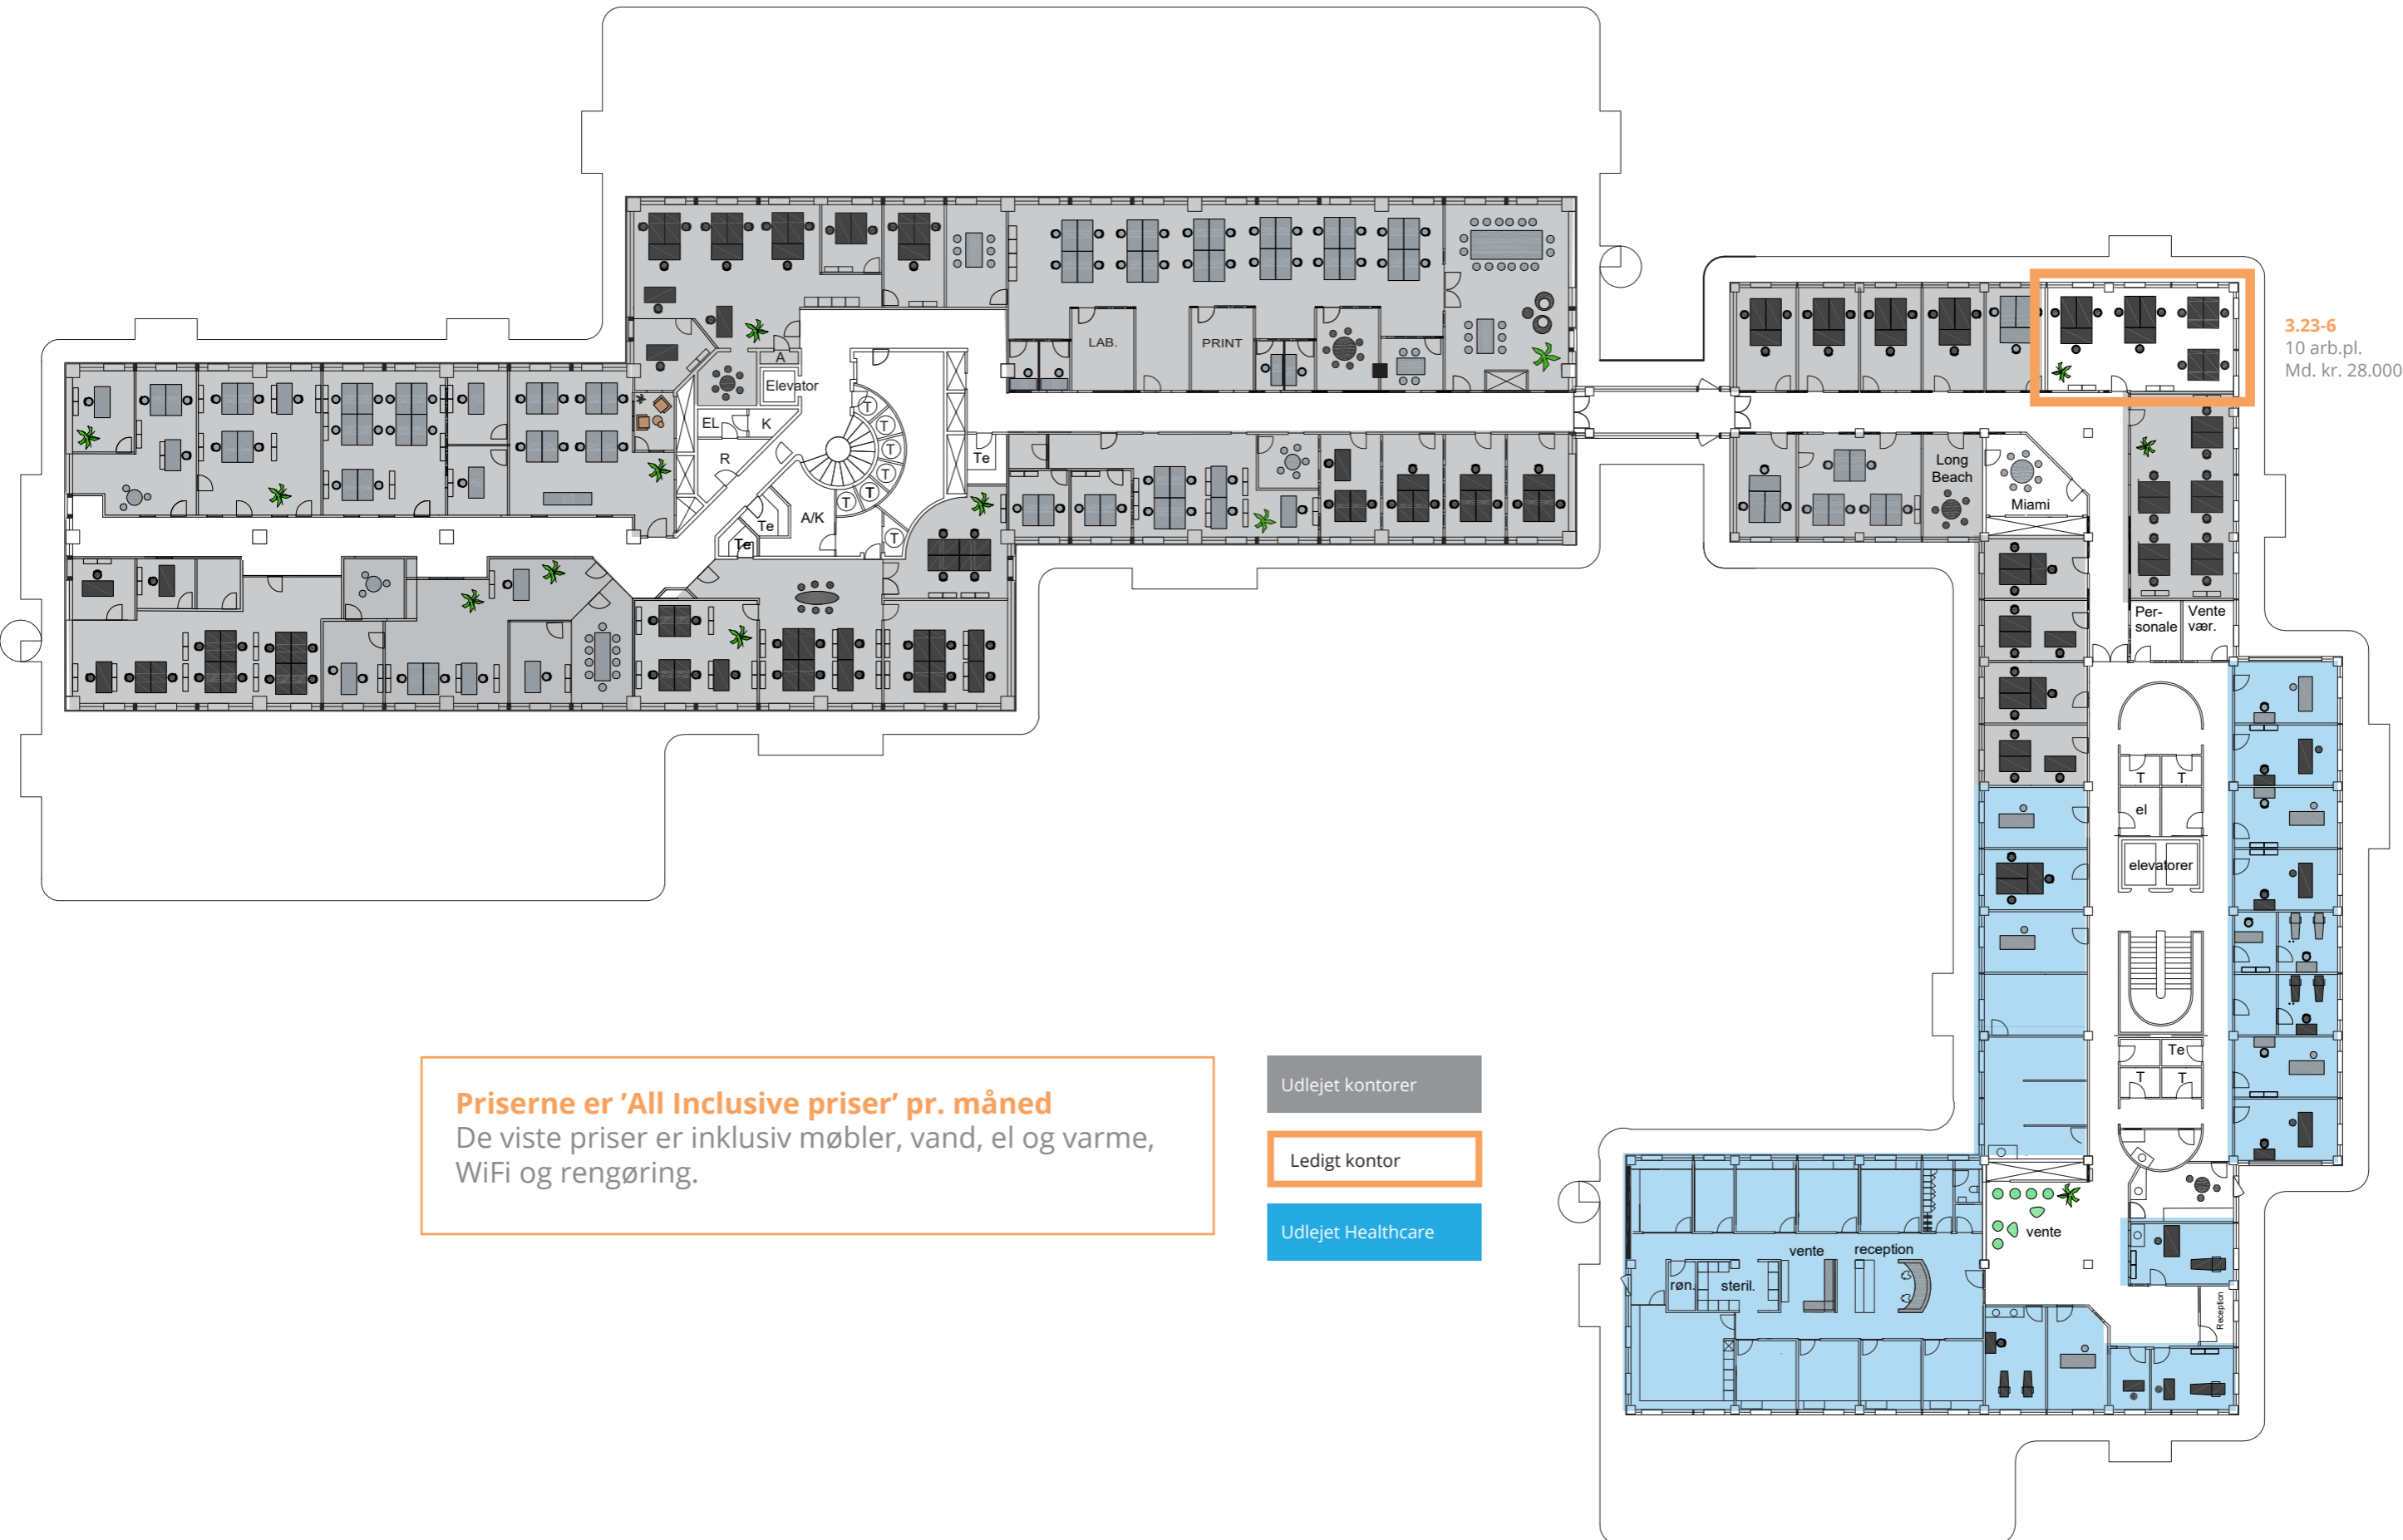 3.23-6
10 arb.pl.
Md. kr. 28.000
LAB.
PRINT
A
Elevator
EL
K
R
T
T
T
T
T
T
T
Te
Te
Te
A/K
Long
Beach
Miami
Per-
sonale
Vente
vær.
T
T
el
elevatorer
Te
T
T
vente
vente
reception
røn.
steril.
Reception
Priserne er ’All Inclusive priser’ pr. måned
De viste priser er inklusiv møbler, vand, el og varme,
WiFi og rengøring.
Udlejet kontorer
Ledigt kontor
Udlejet Healthcare